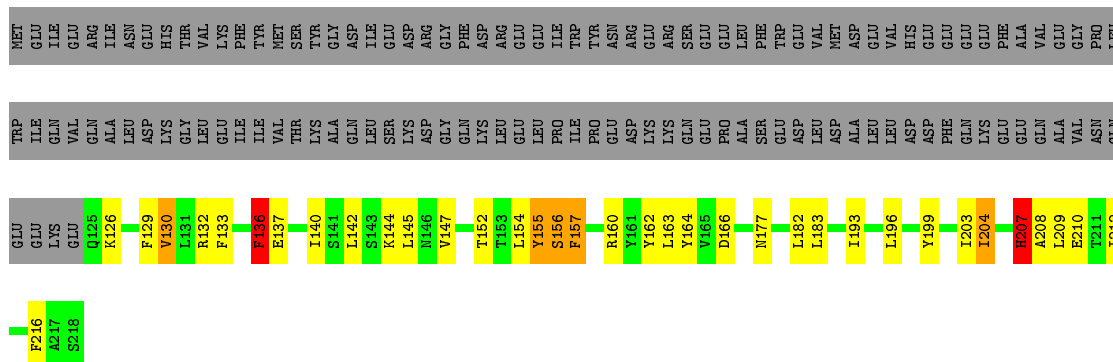 MET GLU ILE GLU ARG ILE ASN GLU HIS THR VAL LYS PHE TYR MET SER TYR GLY ASP ILE GLU ASP ARG GLY PHE ASP ARG GLU GLU ILE TRP TYR ASN ARG GLU ARG SER GLU GLU LEU PHE TRP GLU VAL MET ASP GLU VAL HIS GLU GLU GLU PHE ALA VAL GLU GLY PRO LEU
TRP ILE GLN VAL GLN ALA LEU ASP LYS GLY LEU GLU ILE ILE VAL THR LYS ALA GLN LEU SER LYS ASP GLY GLN LYS LEU GLU LEU PRO ILE PRO GLU ASP LYS LYS GLN GLU PRO ALA SER GLU ASP LEU ASP ALA LEU LEU ASP ASP PHE GLN LYS GLU GLU GLN ALA VAL ASN GLN
GLU GLU LYS GLU Q125 K126 F129 V130 L131 R132 F133 F136 E137 I140 S141 L142 S143 K144 L145 N146 V147 T152 T153 L154 Y155 S156 F157 R160 Y161 Y162 L163 Y164 V165 D166 N177 L182 L183 I193 L196 Y199 I203 I204 H207 A208 L209 E210 T211
F216 A217 S218